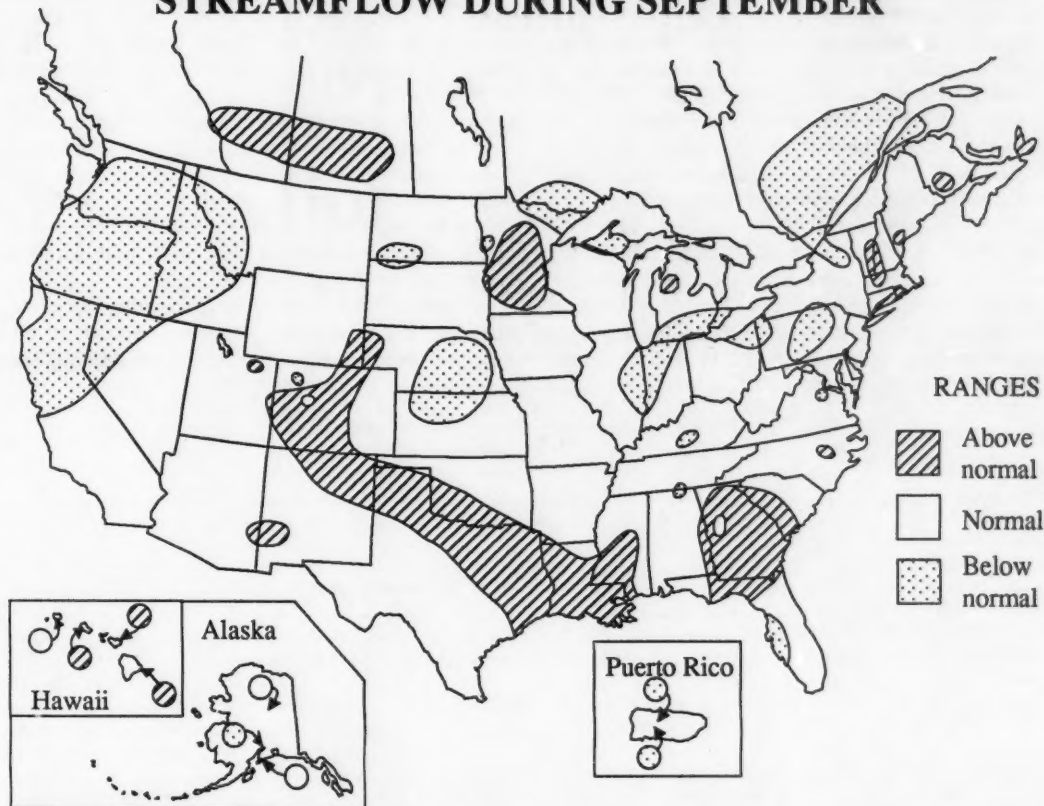 STREAMFLOW DURING SEPTEMBER
RANGES
Above
normal
Normal
Below
normal
Alaska
Hawaii
Puerto Rico